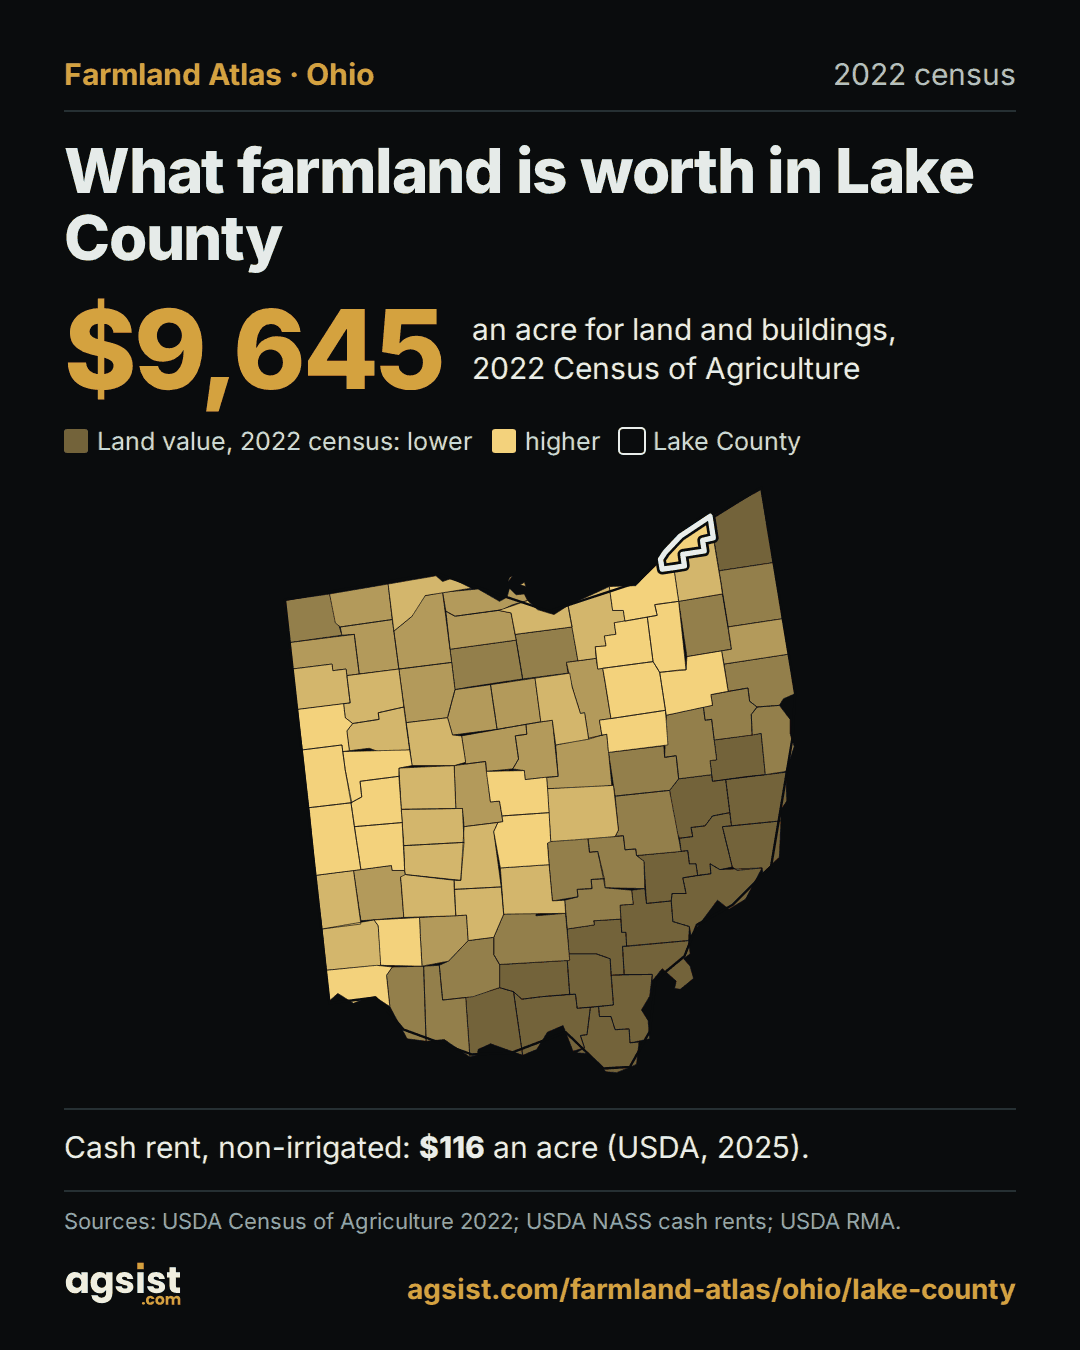 Farmland Atlas · Ohio
2022 census
What farmland is worth in Lake
County
$9,645
an acre for land and buildings,
2022 Census of Agriculture
Land value, 2022 census: lower
higher
Lake County
Cash rent, non-irrigated: $116 an acre (USDA, 2025).
Sources: USDA Census of Agriculture 2022; USDA NASS cash rents; USDA RMA.
agsist
.com
agsist.com/farmland-atlas/ohio/lake-county